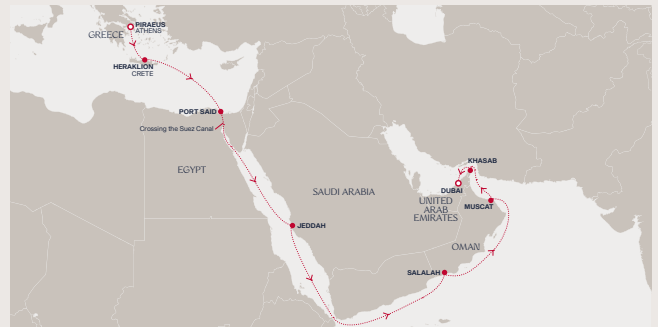 PIRAEUS
ATHENS
GREECE
HERAKLION
CRETE
PORT SAID
Crossing the Suez Canal
EGYPT
SAUDI ARABIA
JEDDAH
KHASAB
DUBAI
UNITED
ARAB
EMIRATES
MUSCAT
OMAN
SALALAH